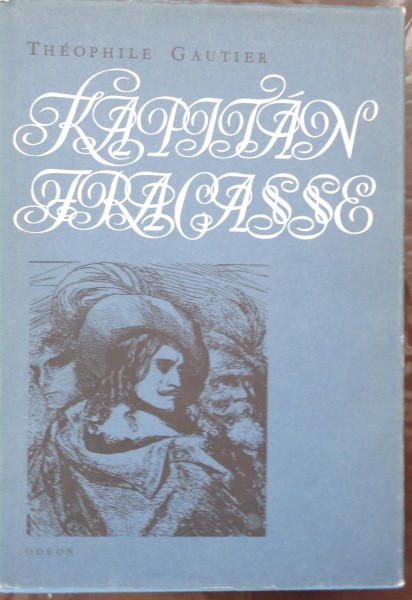 THÉOPHILE GAUTIER
KAPITÁN
FRACASSE
ODEON